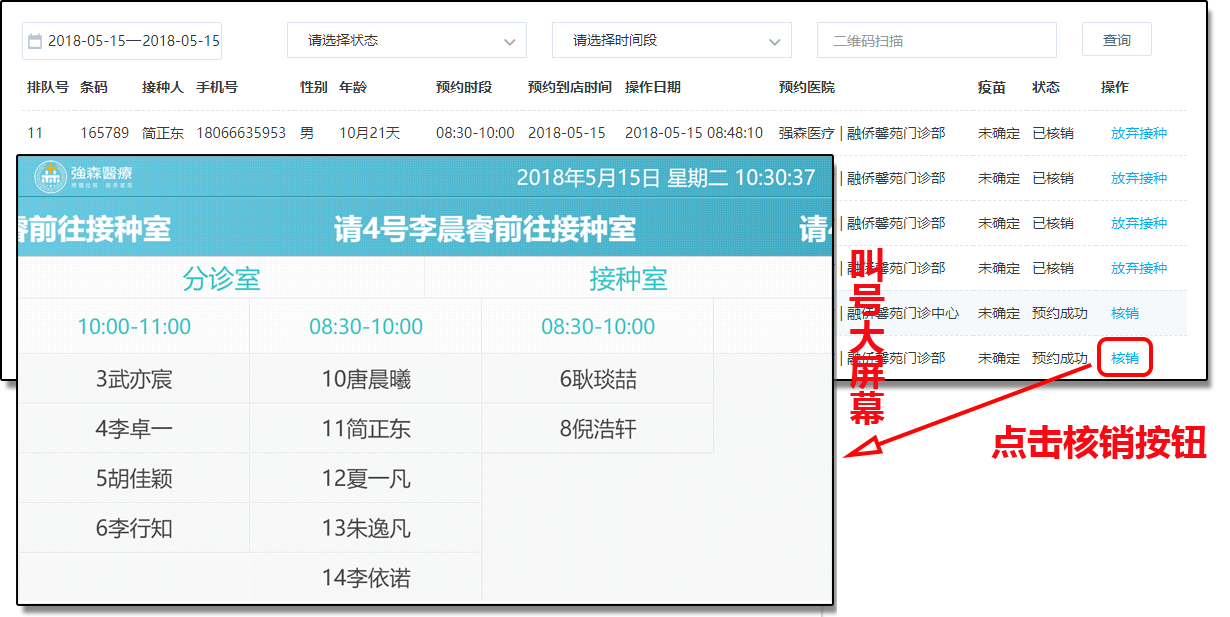 2018-05-15一2018-05-15 请选择状态 请选择时间段 二维码扫描 查询
排队号 条码 接种人 手机号 性别 年龄 预约时段 预约到店时间 操作日期 预约医院 疫苗 状态 操作
11 165789 简正东 18066635953 男 10月21天 08:30-10:00 2018-05-15 2018-05-15 08:48:10 强森医疗 | 融侨馨苑门诊部 未确定 已核销 放弃接种
| 融侨馨苑门诊部 未确定 已核销 放弃接种
| 融侨馨苑门诊部 未确定 已核销 放弃接种
| 融侨馨苑门诊部 未确定 已核销 放弃接种
| 融侨馨苑门诊中心 未确定 预约成功 核销
| 融侨馨苑门诊部 未确定 预约成功 核销
強森醫療
2018年5月15日 星期二 10:30:37
睿前往接种室 请4号李晨睿前往接种室 请4
分诊室 接种室
10:00-11:00 08:30-10:00 08:30-10:00
3武亦宸 10唐晨曦 6耿琰喆
4李卓一 11简正东 8倪浩轩
5胡佳颖 12夏一凡
6李行知 13朱逸凡
14李依诺
叫号大屏幕
点击核销按钮